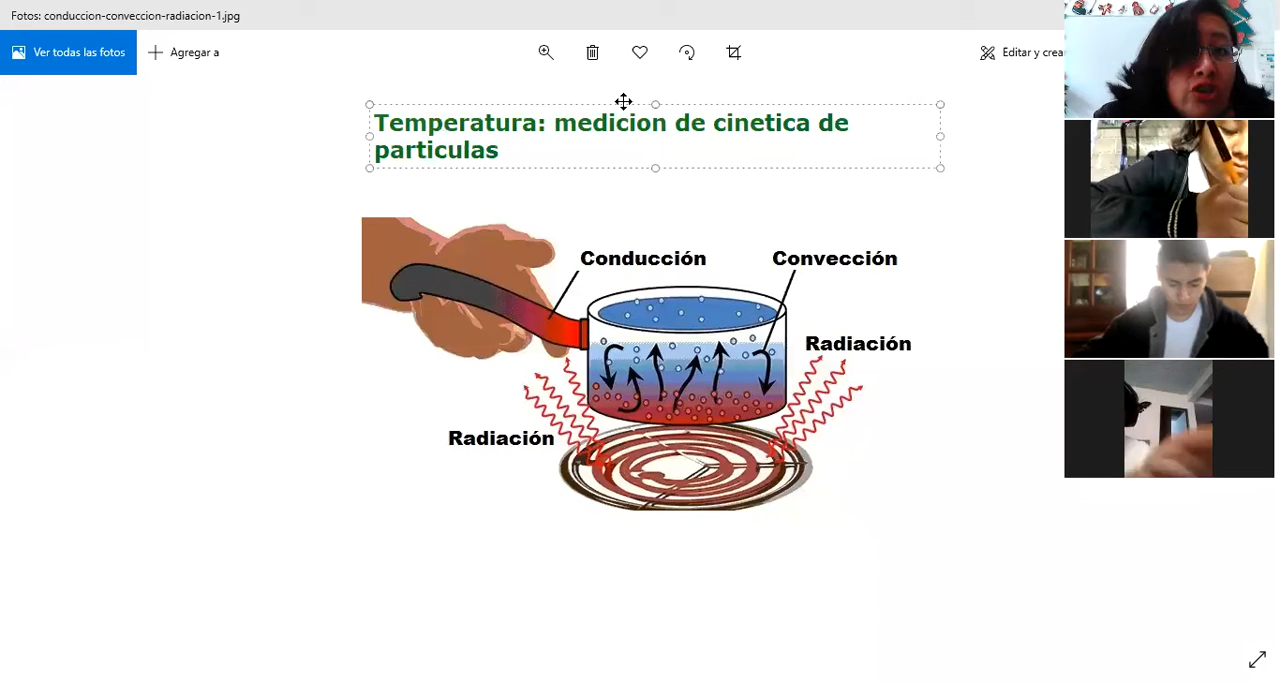 Fotos: conduccion-conveccion-radiacion-1.jpg
Ver todas las fotos
Agregar a
Editar y crea
Temperatura: medicion de cinetica de
particulas
Conducción
Convección
Radiación
Radiación